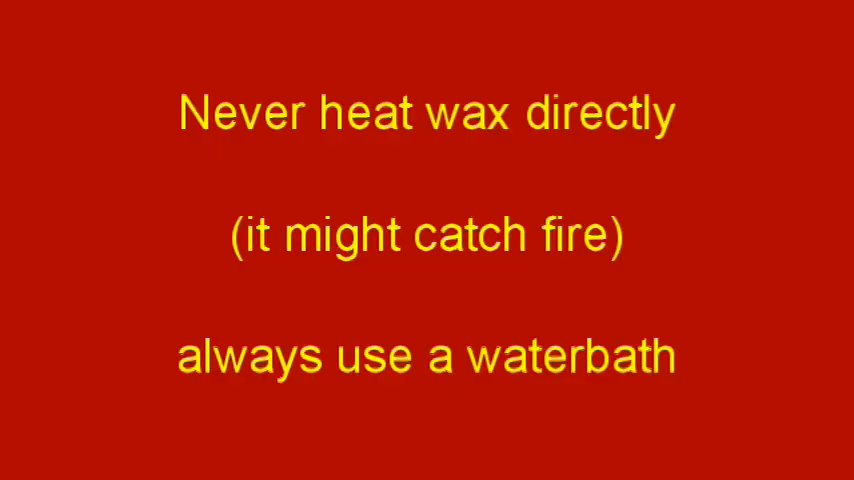 Never heat wax directly
(it might catch fire)
always use a waterbath